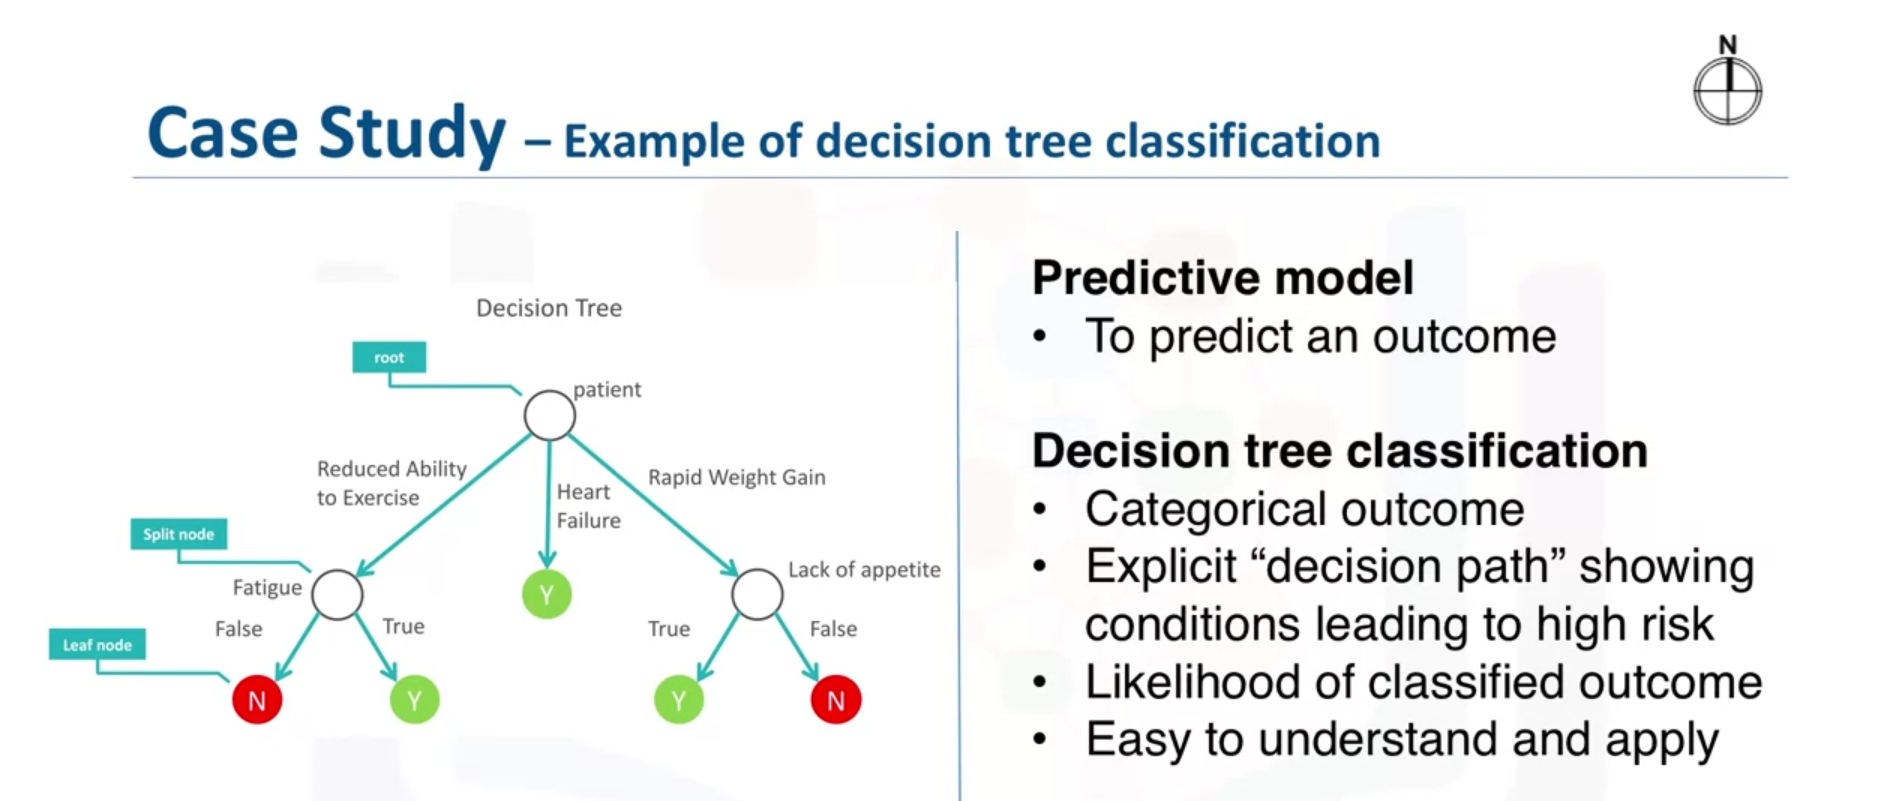 N
Case Study – Example of decision tree classification
Decision Tree
root
patient
Reduced Ability
to Exercise
Heart
Failure
Rapid Weight Gain
Split node
Fatigue
Y
Lack of appetite
False
True
True
False
Leaf node
N
Y
Y
N
Predictive model
• To predict an outcome
Decision tree classification
• Categorical outcome
• Explicit “decision path” showing
conditions leading to high risk
• Likelihood of classified outcome
• Easy to understand and apply